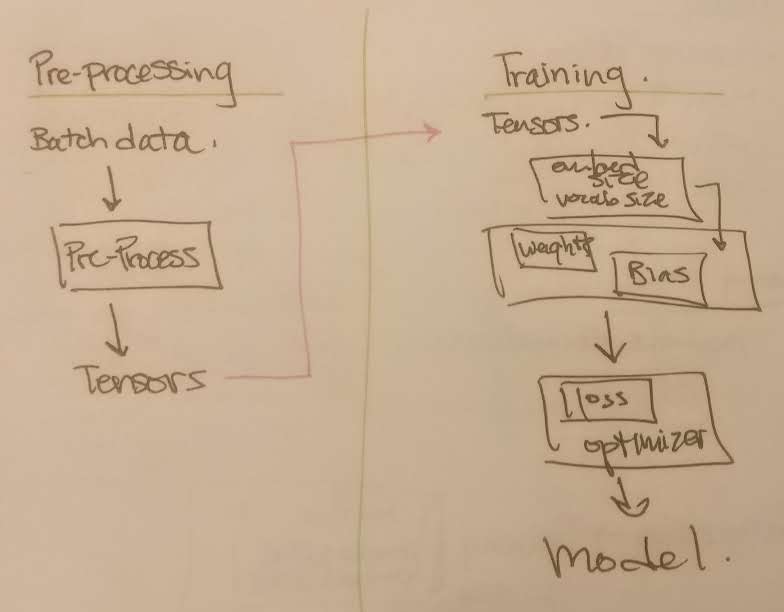 Pre-processing
Batch data.
Pre-Process
Tensors
Training.
Tensors.
embed
size
vocab size
weights
Bias
loss
optimizer
Model.